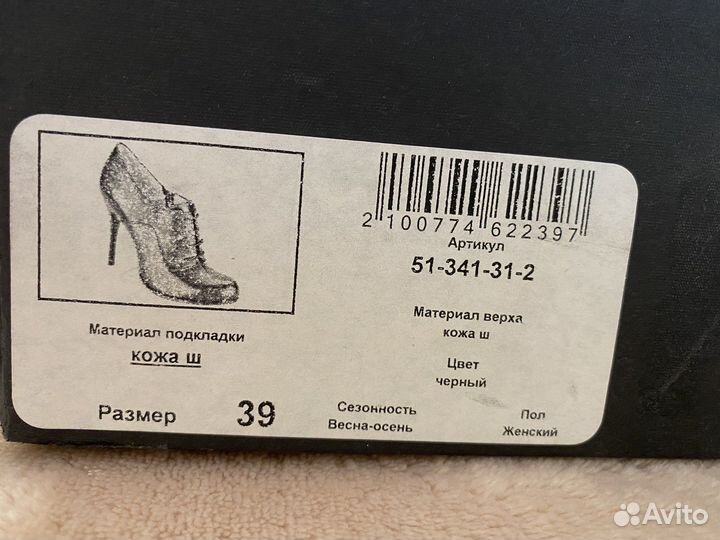 2 100774 622397
Артикул
51-341-31-2
Материал верха
кожа ш
Цвет
черный
Материал подкладки
кожа ш
Размер 39
Сезонность
Весна-осень
Пол
Женский
Avito